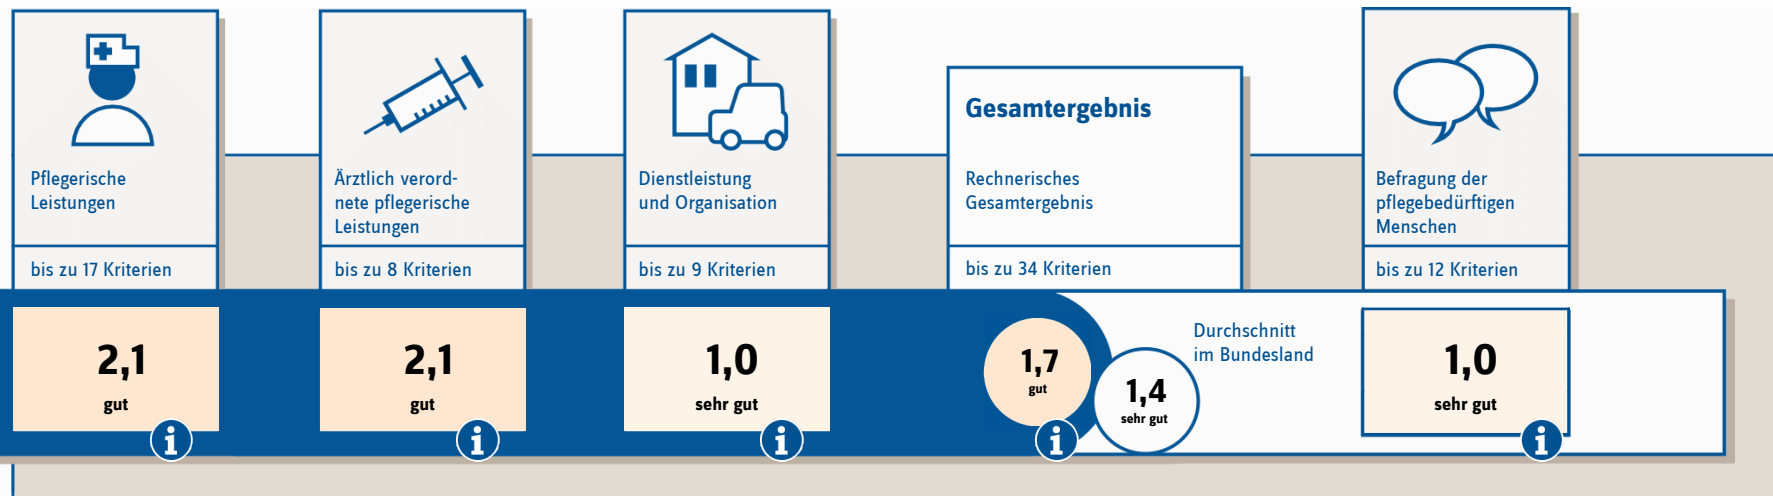 Pflegerische
Leistungen
bis zu 17 Kriterien
2,1
gut
i
Ärztlich verord-
nete pflegerische
Leistungen
bis zu 8 Kriterien
2,1
gut
i
Dienstleistung
und Organisation
bis zu 9 Kriterien
1,0
sehr gut
i
Gesamtergebnis
Rechnerisches
Gesamtergebnis
bis zu 34 Kriterien
1,7
gut
i
1,4
sehr gut
Durchschnitt
im Bundesland
Befragung der
pflegebedürftigen
Menschen
bis zu 12 Kriterien
1,0
sehr gut
i